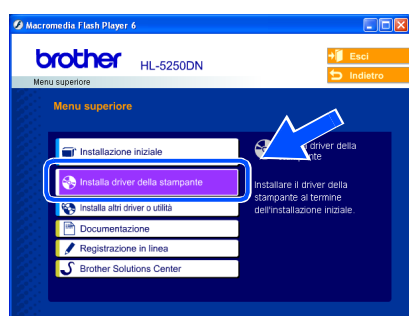 Macromedia Flash Player 6
brother HL-5250DN
Esci
Indietro
Menu superiore
Menu superiore
Installazione iniziale
Installa driver della stampante
Installa altri driver o utilità
Documentazione
Registrazione in linea
Brother Solutions Center
driver della
Installare il driver della
stampante al termine
dell'installazione iniziale.